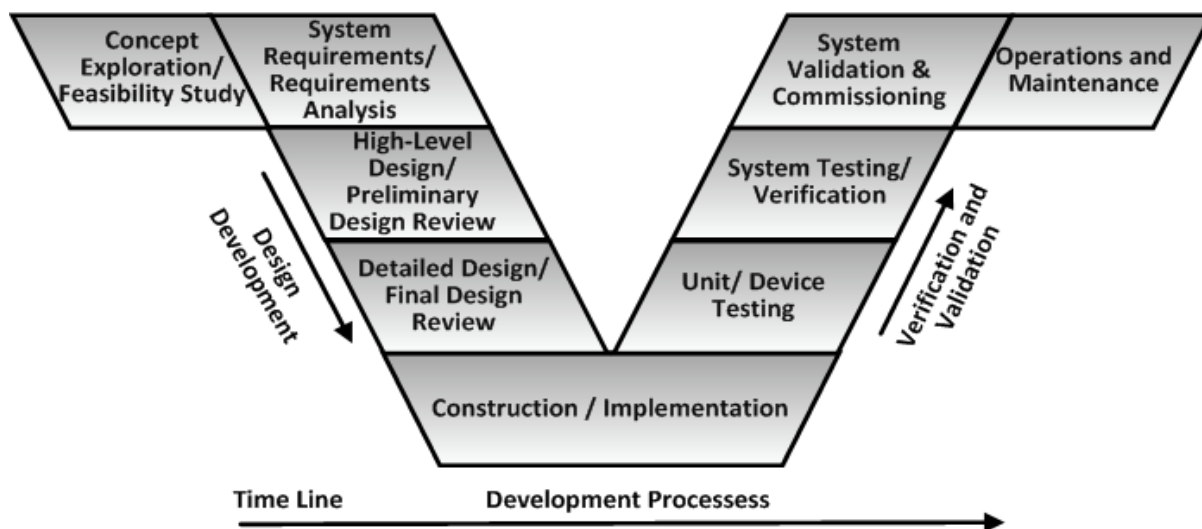 Concept
Exploration/
Feasibility Study
System
Requirements/
Requirements
Analysis
High-Level
Design/
Preliminary
Design Review
Detailed Design/
Final Design
Review
Design
Development
Construction / Implementation
Unit/ Device
Testing
System Testing/
Verification
System
Validation &
Commissioning
Operations and
Maintenance
Verification and
Validation
Time Line
Development Processess